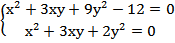 x² + 3xy + 9y² − 12 = 0
x² + 3xy + 2y² = 0